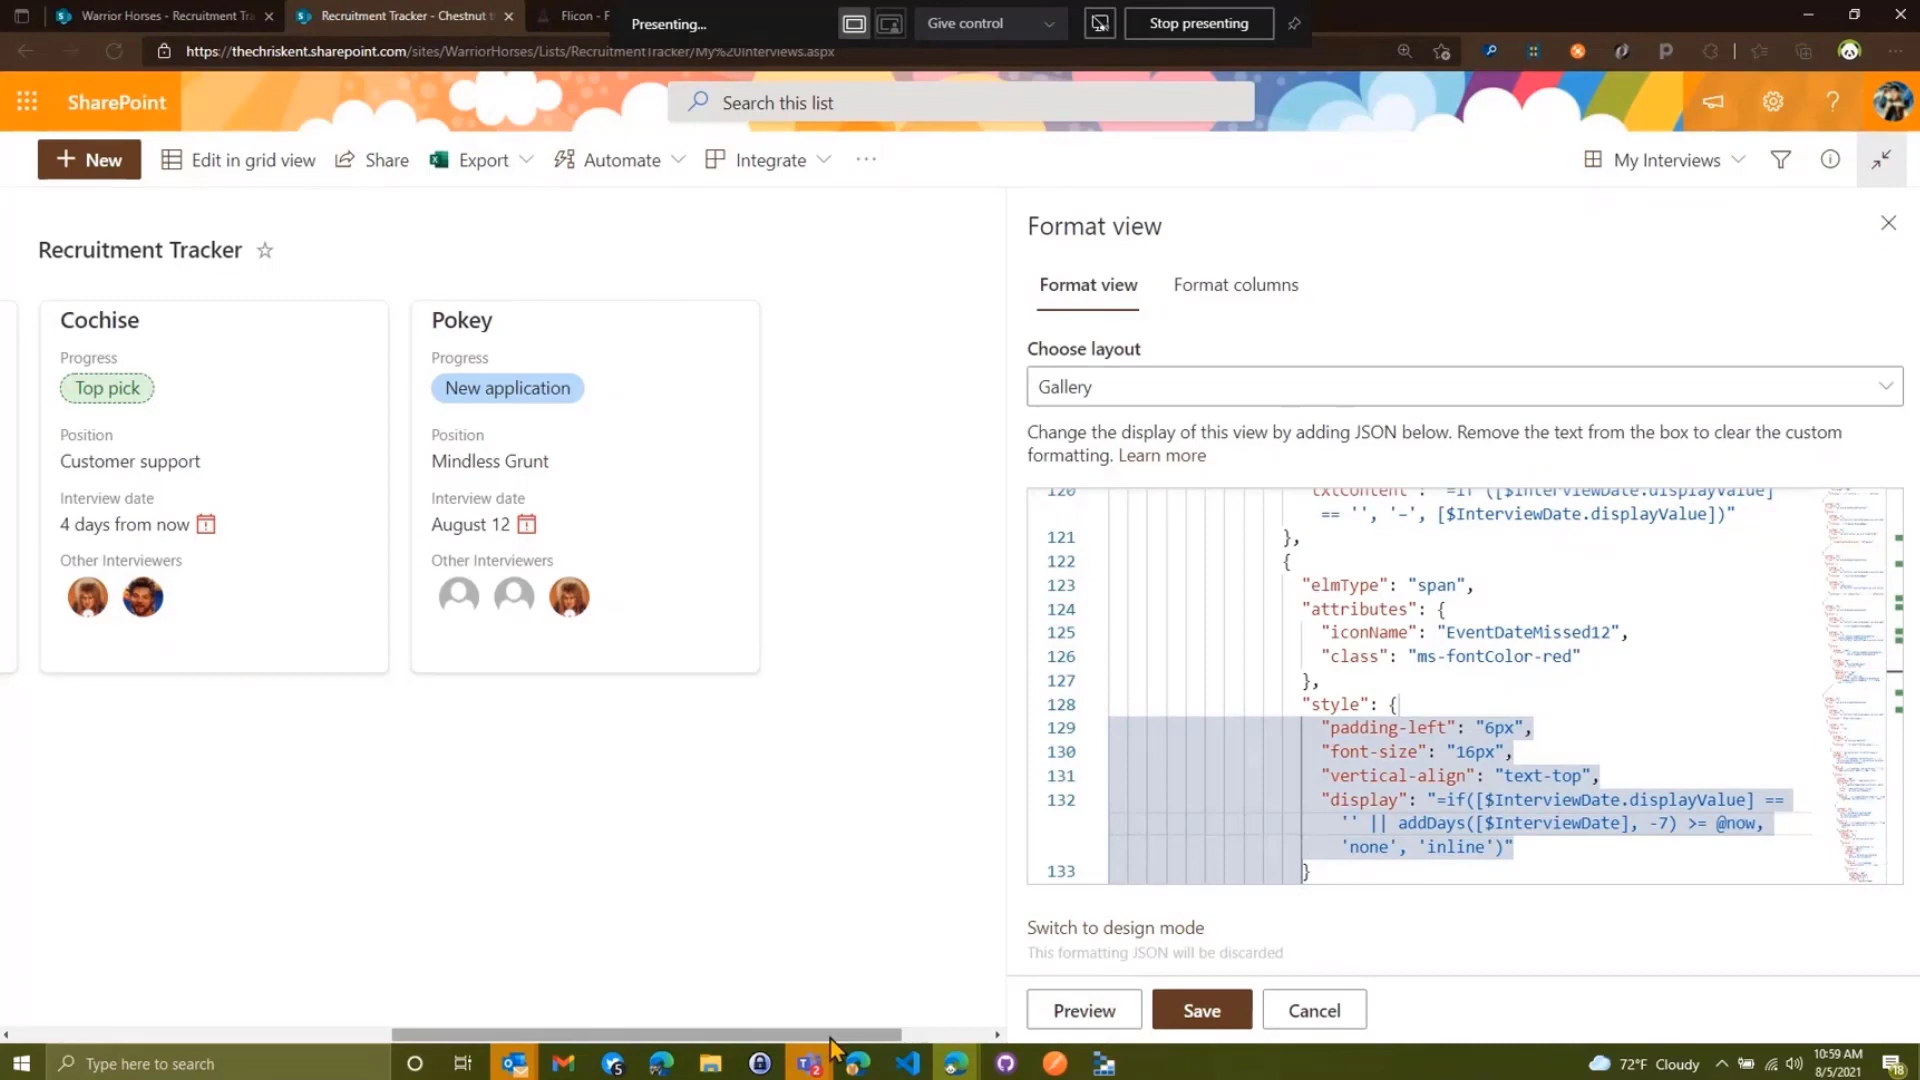 Warrior Horses - Recruitment Tra
Recruitment Tracker - Chestnut t
Flicon - F
Presenting...
Give control
Stop presenting
https://thechriskent.sharepoint.com/sites/WarriorHorses/Lists/RecruitmentTracker/My%20Interviews.aspx
SharePoint
Search this list
New
Edit in grid view
Share
Export
Automate
Integrate
My Interviews
Recruitment Tracker
Cochise
Progress
Top pick
Position
Customer support
Interview date
4 days from now
Other Interviewers
Pokey
Progress
New application
Position
Mindless Grunt
Interview date
August 12
Other Interviewers
Format view
Format view
Format columns
Choose layout
Gallery
Change the display of this view by adding JSON below. Remove the text from the box to clear the custom
formatting. Learn more
120 "txtContent": "=if ([$InterviewDate.displayValue]
== '', '–', [$InterviewDate.displayValue])"
121 },
122 {
123 "elmType": "span",
124 "attributes": {
125 "iconName": "EventDateMissed12",
126 "class": "ms-fontColor-red"
127 },
128 "style": {
129 "padding-left": "6px",
130 "font-size": "16px",
131 "vertical-align": "text-top",
132 "display": "=if([$InterviewDate.displayValue] ==
'' || addDays([$InterviewDate], -7) >= @now,
'none', 'inline')"
133 }
Switch to design mode
This formatting JSON will be discarded
Preview
Save
Cancel
Type here to search
72°F Cloudy
10:59 AM
8/5/2021